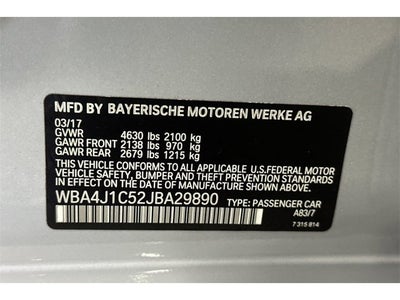 MFD BY BAYERISCHE MOTOREN WERKE AG
03/17
GVWR 4630 lbs 2100 kg
GAWR FRONT 2138 lbs 970 kg
GAWR REAR 2679 lbs 1215 kg
THIS VEHICLE CONFORMS TO ALL APPLICABLE U.S.FEDERAL MOTOR
VEHICLE SAFETY, BUMPER, AND THEFT PREVENTION STANDARDS
IN EFFECT ON THE DATE OF MANUFACTURE SHOWN ABOVE.
WBA4J1C52JBA29890 TYPE: PASSENGER CAR
A83/7
7 315 814